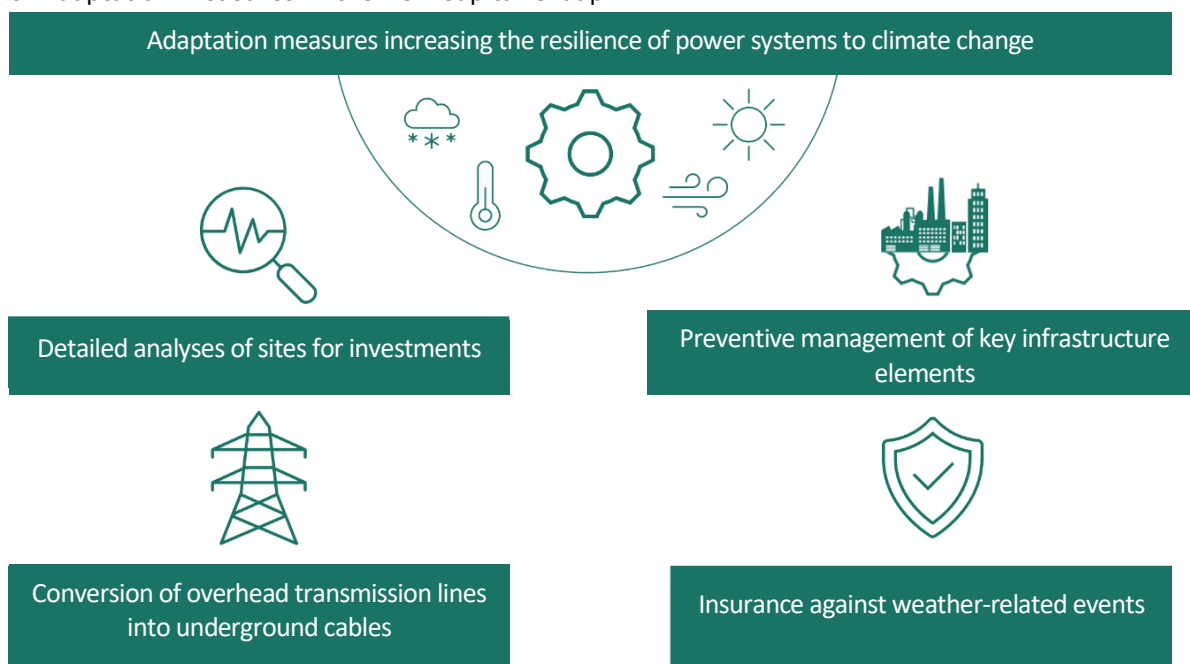 Adaptation measures increasing the resilience of power systems to climate change
Detailed analyses of sites for investments
Preventive management of key infrastructure
elements
Conversion of overhead transmission lines
into underground cables
Insurance against weather-related events